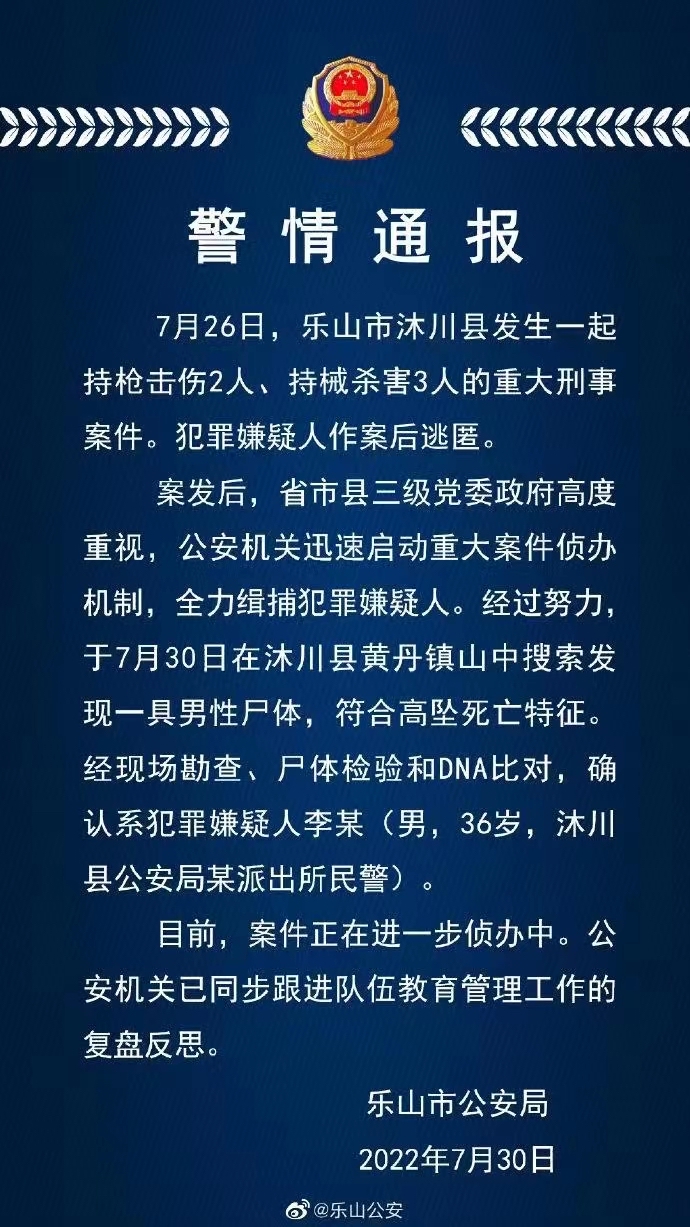 警情通报
7月26日，乐山市沐川县发生一起
持枪击伤2人、持械杀害3人的重大刑事
案件。犯罪嫌疑人作案后逃匿。
案发后，省市县三级党委政府高度
重视，公安机关迅速启动重大案件侦办
机制，全力缉捕犯罪嫌疑人。经过努力，
于7月30日在沐川县黄丹镇山中搜索发
现一具男性尸体，符合高坠死亡特征。
经现场勘查、尸体检验和DNA比对，确
认系犯罪嫌疑人李某（男，36岁，沐川
县公安局某派出所民警）。
目前，案件正在进一步侦办中。公
安机关已同步跟进队伍教育管理工作的
复盘反思。
乐山市公安局
2022年7月30日
@乐山公安